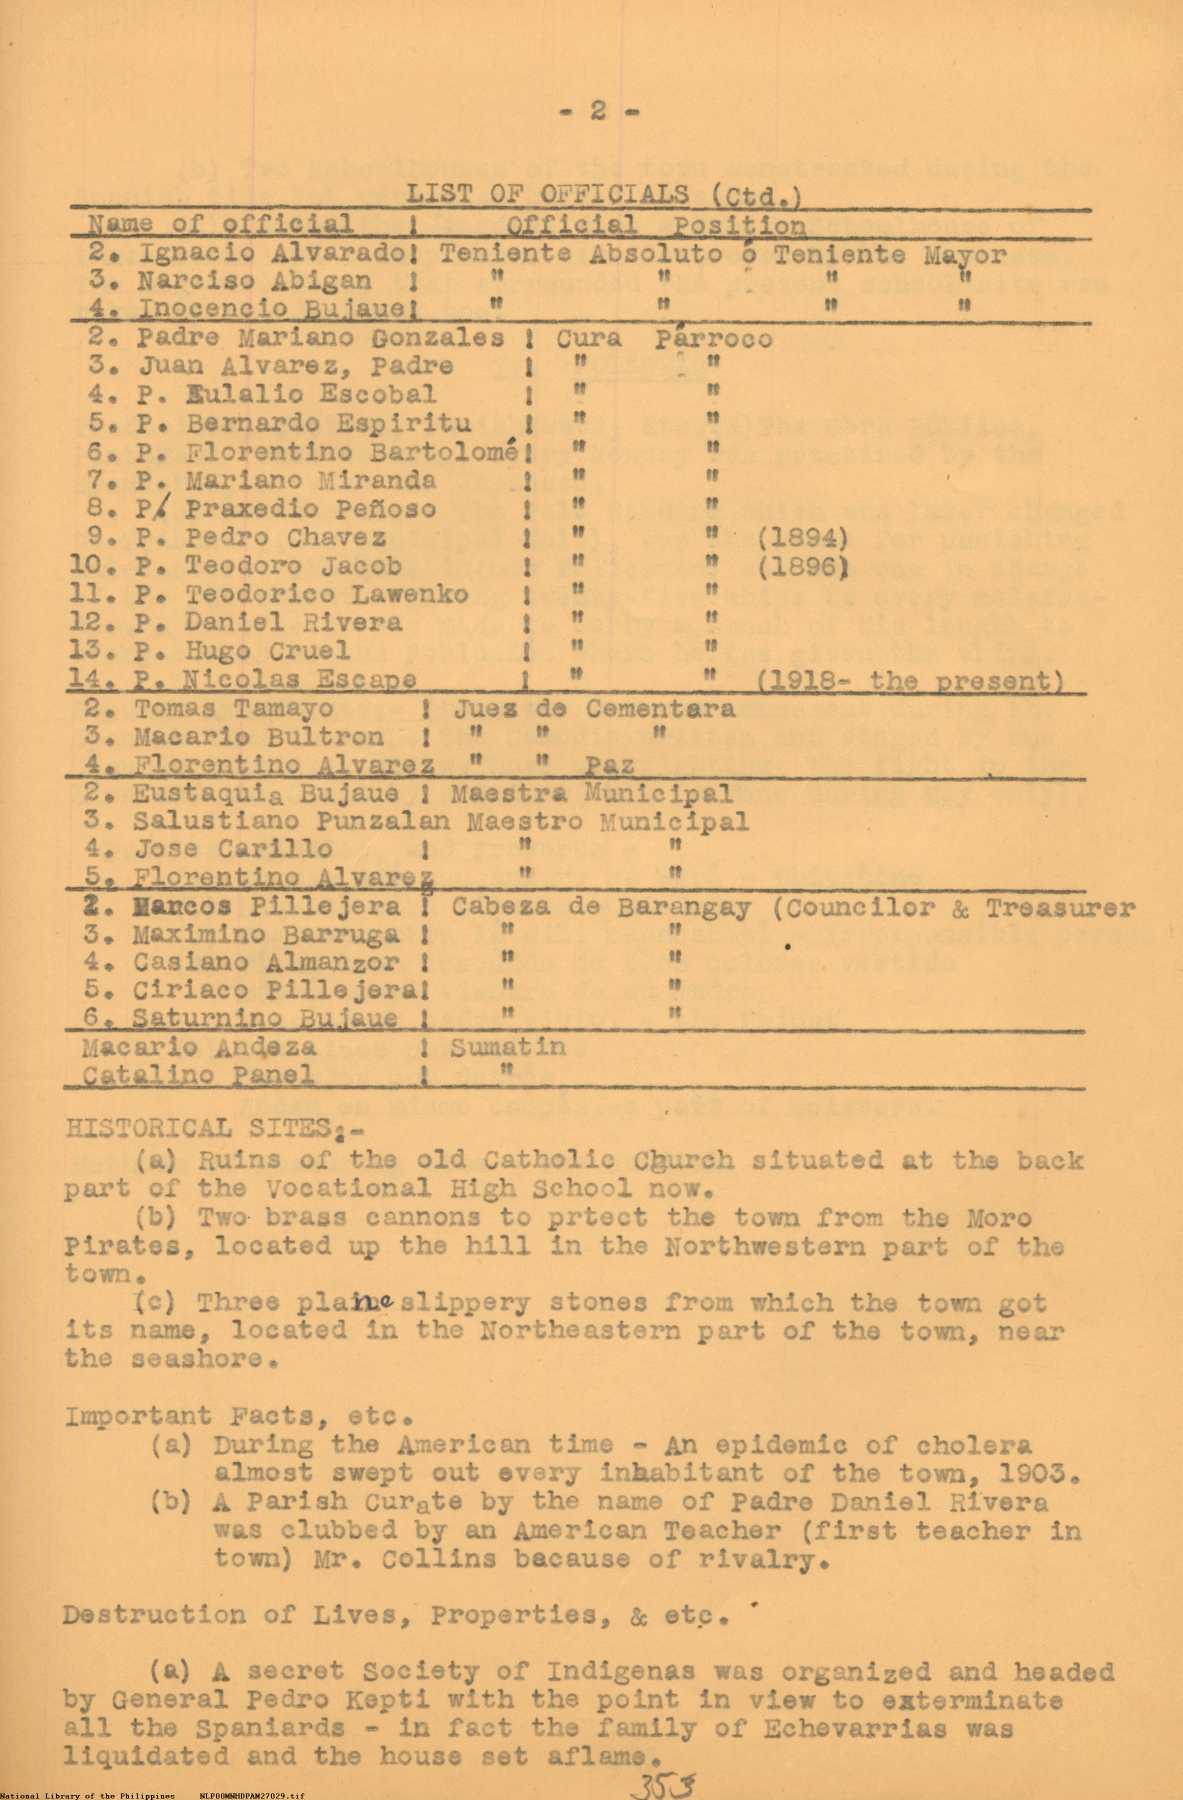 - 2 -
LIST OF OFFICIALS (Ctd.)
Name of official ! Official Position
2. Ignacio Alvarado! Teniente Absoluto ó Teniente Mayor
3. Narciso Abigan ! " " " "
4. Inocencio Bujaue! " " " "
2. Padre Mariano Gonzales ! Cura Párroco
3. Juan Alvarez, Padre ! " "
4. P. Eulalio Escobal ! " "
5. P. Bernardo Espiritu ! " "
6. P. Florentino Bartolomé! " "
7. P. Mariano Miranda ! " "
8. P. Praxedio Peñoso ! " "
9. P. Pedro Chavez ! " " (1894)
10. P. Teodoro Jacob ! " " (1896)
11. P. Teodorico Lawenko ! " "
12. P. Daniel Rivera ! " "
13. P. Hugo Cruel ! " "
14. P. Nicolas Escape ! " " (1918- the present)
2. Tomas Tamayo ! Juez de Cementara
3. Macario Bultron ! " " "
4. Florentino Alvarez " " Paz
2. Eustaquia Bujaue ! Maestra Municipal
3. Salustiano Punzalan Maestro Municipal
4. Jose Carillo ! " "
5. Florentino Alvarez " "
2. Marcos Pillejera ! Cabeza de Barangay (Councilor & Treasurer
3. Maximino Barruga ! " "
4. Casiano Almanzor ! " "
5. Ciriaco Pillejera! " "
6. Saturnino Bujaue ! " "
Macario Andeza ! Sumatin
Catalino Panel ! "
HISTORICAL SITES:-
(a) Ruins of the old Catholic Church situated at the back
part of the Vocational High School now.
(b) Two brass cannons to prtect the town from the Moro
Pirates, located up the hill in the Northwestern part of the
town.
(c) Three plaine slippery stones from which the town got
its name, located in the Northeastern part of the town, near
the seashore.
Important Facts, etc.
(a) During the American time - An epidemic of cholera
almost swept out every inhabitant of the town, 1903.
(b) A Parish Curate by the name of Padre Daniel Rivera
was clubbed by an American Teacher (first teacher in
town) Mr. Collins bacause of rivalry.
Destruction of Lives, Properties, & etc.
(a) A secret Society of Indigenas was organized and headed
by General Pedro Kepti with the point in view to exterminate
all the Spaniards - in fact the family of Echevarrias was
liquidated and the house set aflame.
353
National Library of the Philippines NLPOOMNHDPAM27029.tif